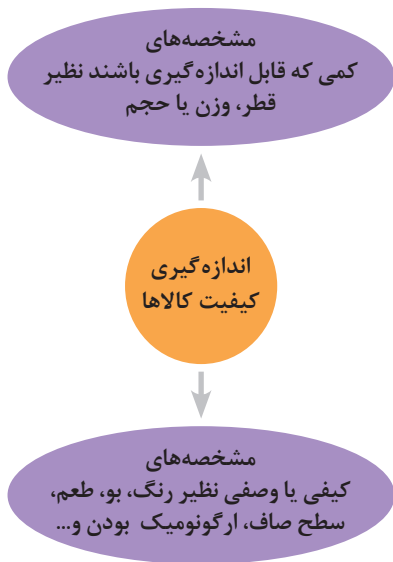 مشخصه‌های
کمی که قابل اندازه‌گیری باشند نظیر
قطر، وزن یا حجم
اندازه‌گیری
کیفیت کالاها
مشخصه‌های
کیفی یا وصفی نظیر رنگ، بو، طعم،
سطح صاف، ارگونومیک بودن و...